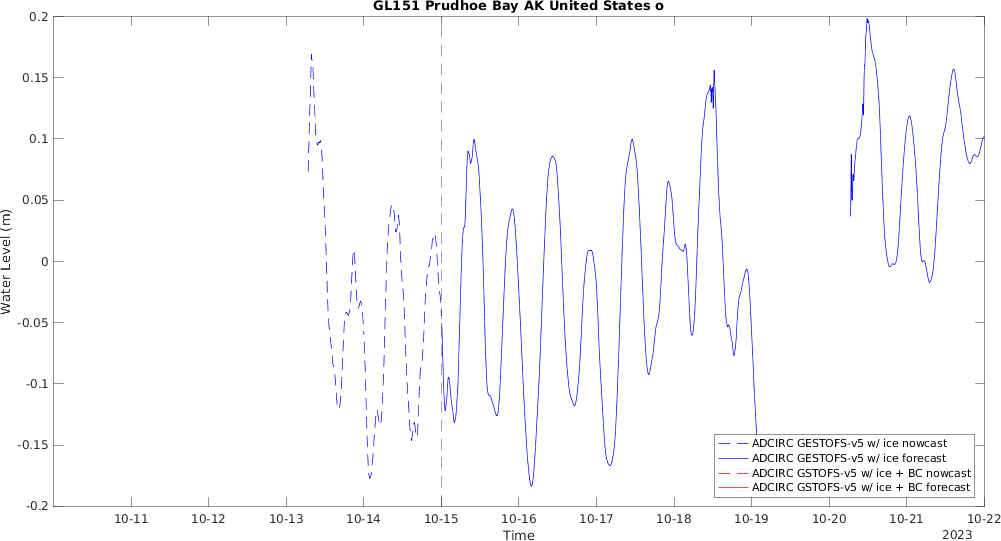 GL151 Prudhoe Bay AK United States o
0.2
0.15
0.1
0.05
0
-0.05
-0.1
-0.15
-0.2
Water Level (m)
ADCIRC GESTOFS-v5 w/ ice nowcast
ADCIRC GESTOFS-v5 w/ ice forecast
ADCIRC GSTOFS-v5 w/ ice + BC nowcast
ADCIRC GSTOFS-v5 w/ ice + BC forecast
10-11 10-12 10-13 10-14 10-15 10-16 10-17 10-18 10-19 10-20 10-21 10-22
Time
2023